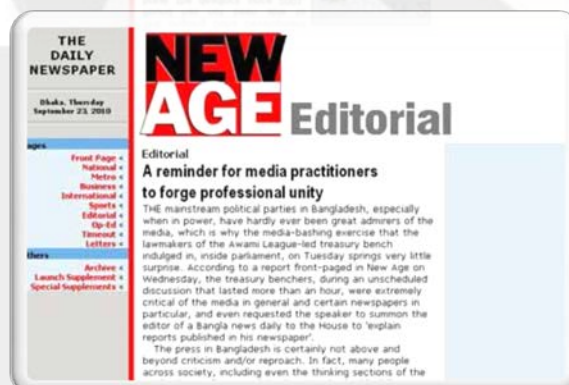 THE
DAILY
NEWSPAPER
Dhaka, Thursday
September 23, 2010
ages
Front Page «
National «
Metro «
Business «
International «
Sports «
Editorial «
Op-Ed «
Timeout «
Letters «
thers
Archive «
Launch Supplement «
Special Supplements «
NEW
AGE Editorial
Editorial
A reminder for media practitioners
to forge professional unity
THE mainstream political parties in Bangladesh, especially
when in power, have hardly ever been great admirers of the
media, which is why the media-bashing exercise that the
lawmakers of the Awami League-led treasury bench
indulged in, inside parliament, on Tuesday springs very little
surprise. According to a report front-paged in New Age on
Wednesday, the treasury benchers, during an unscheduled
discussion that lasted more than an hour, were extremely
critical of the media in general and certain newspapers in
particular, and even requested the speaker to summon the
editor of a Bangla news daily to the House to 'explain
reports published in his newspaper'.
The press in Bangladesh is certainly not above and
beyond criticism and/or reproach. In fact, many people
across society, including even the thinking sections of the